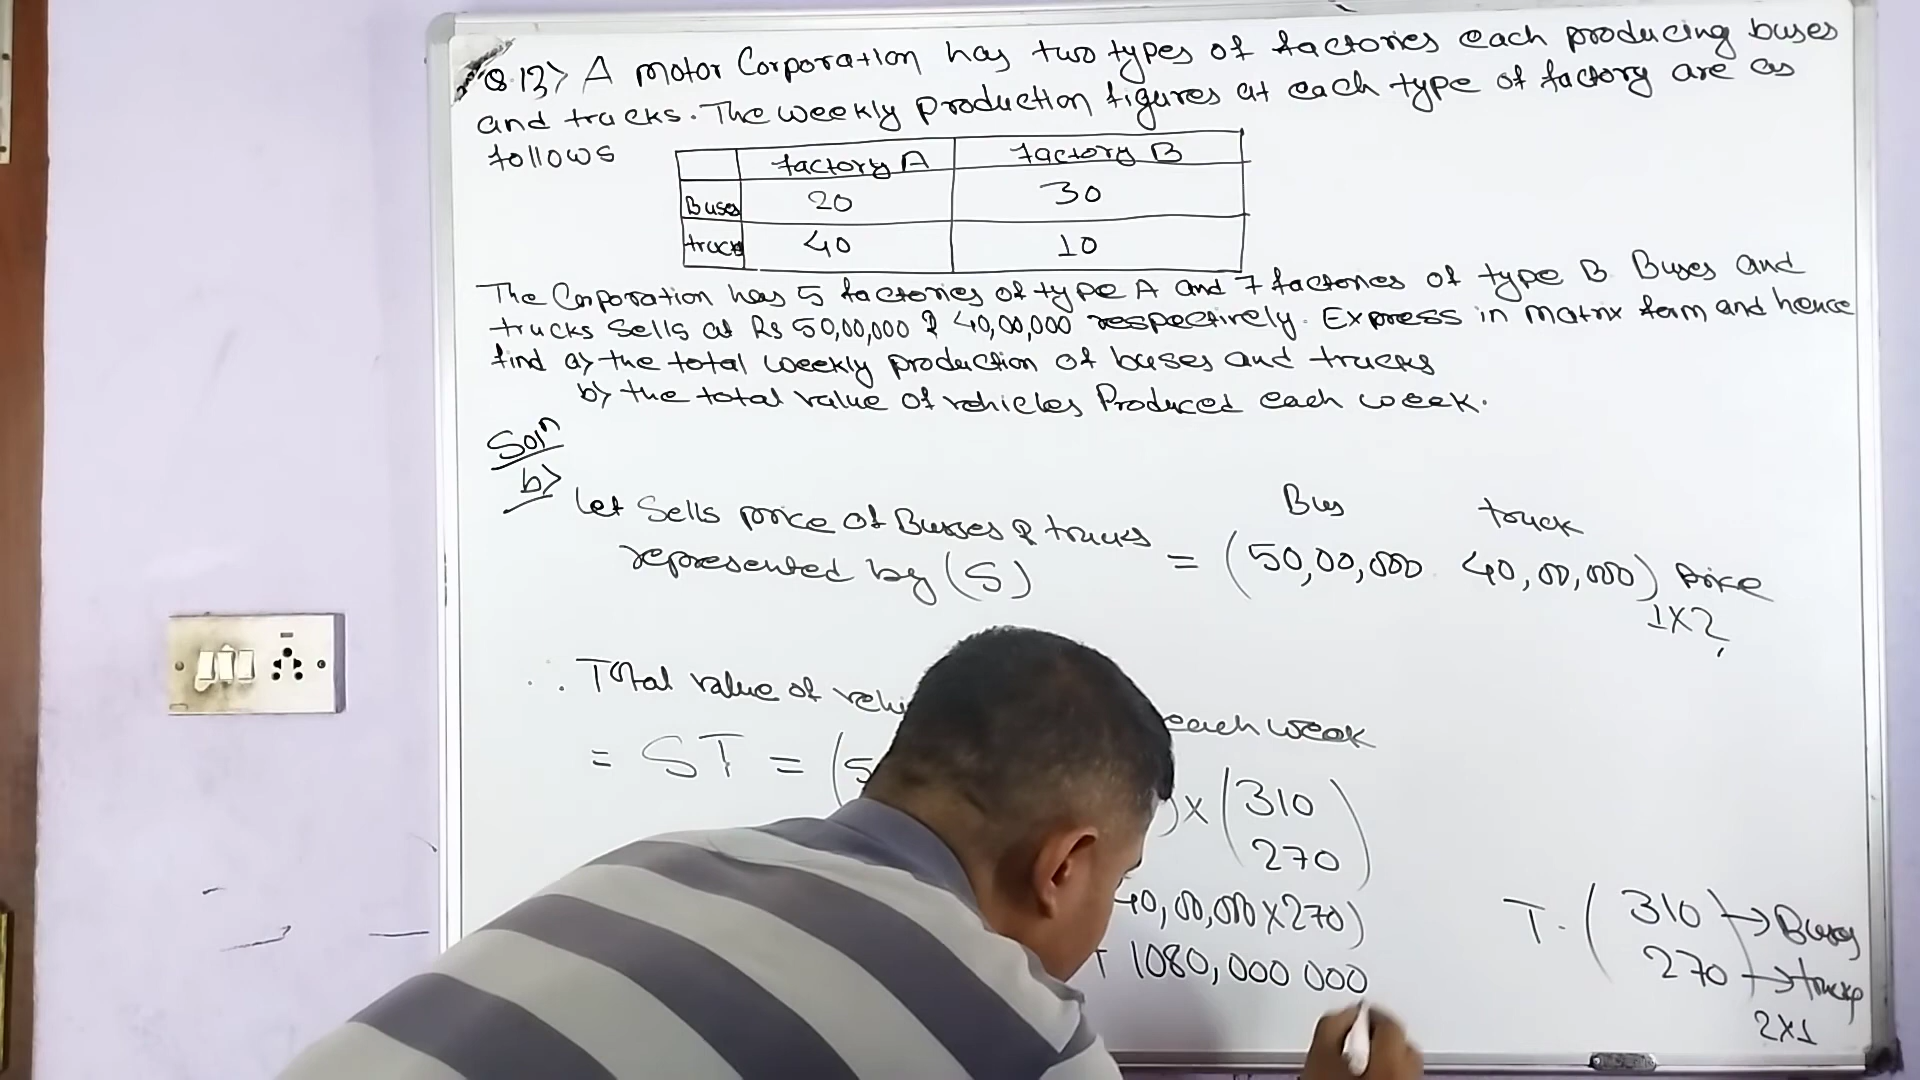 Q.13> A Motor Corporation has two types of factories each producing buses
and trucks. The weekly production figures at each type of factory are as
follows
factory A factory B
Buses 20 30
truck 40 10
The Corporation has 5 factories of type A and 7 factories of type B Buses and
trucks sells at Rs 50,00,000 & 40,00,000 respectively. Express in matrix form and hence
find a> the total weekly production of buses and trucks
b> the total value of vehicles Produced each week.
Solⁿ
b>
Bus truck
Let Sells price of Busses & trucks
represented by (S) = (50,00,000 40,00,000) Price
1x2
∴ Total value of vehi each week
= ST = (5 ) x (310
270)
40,00,000 x 270)
+ 1080,000 000
T. (310 → Buses
270) → trucks
2x1